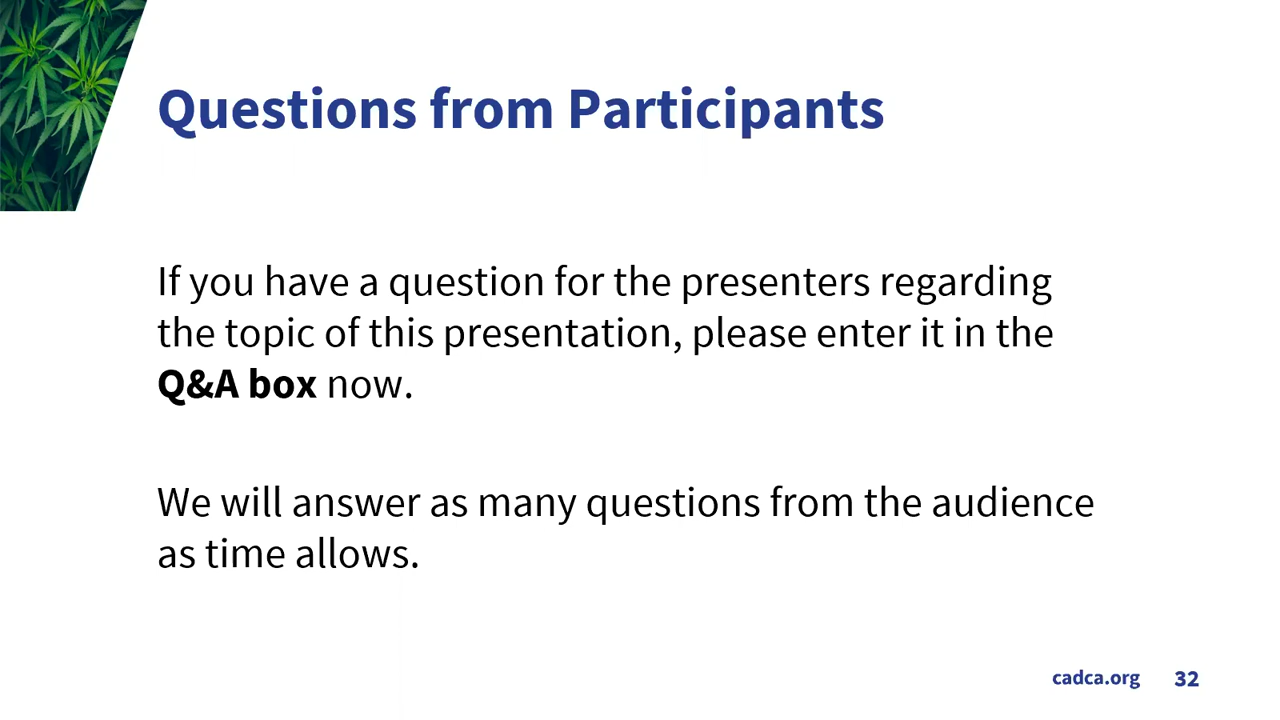 Questions from Participants
If you have a question for the presenters regarding
the topic of this presentation, please enter it in the
Q&A box now.
We will answer as many questions from the audience
as time allows.
cadca.org 32